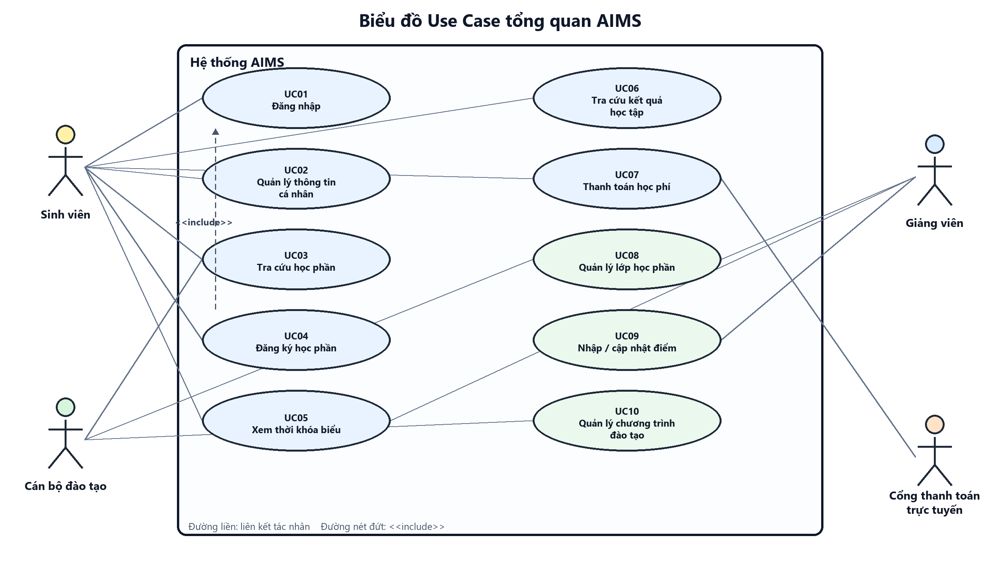 Biểu đồ Use Case tổng quan AIMS
Hệ thống AIMS
UC01
Đăng nhập
UC06
Tra cứu kết quả
học tập
UC02
Quản lý thông tin
cá nhân
UC07
Thanh toán học phí
Sinh viên
Giảng viên
<<include>>
UC03
Tra cứu học phần
UC08
Quản lý lớp học phần
UC04
Đăng ký học phần
UC09
Nhập / cập nhật điểm
UC05
Xem thời khóa biểu
UC10
Quản lý chương trình
đào tạo
Cán bộ đào tạo
Cổng thanh toán
trực tuyến
Đường liền: liên kết tác nhân    Đường nét đứt: <<include>>